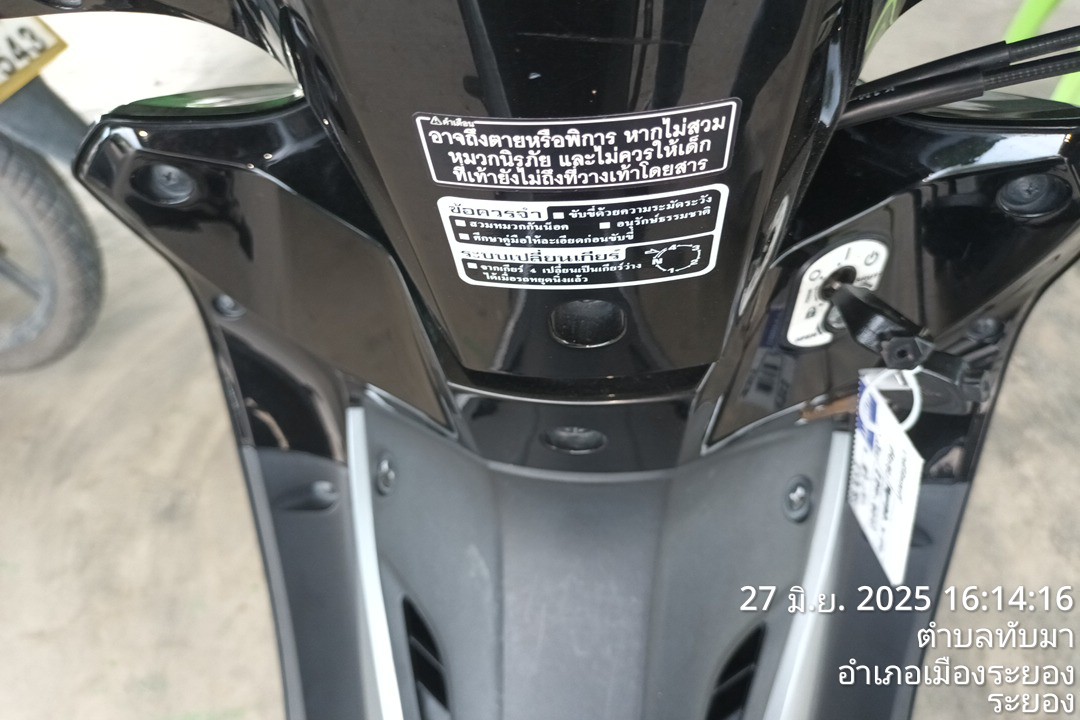 543
⚠คำเตือน
อาจถึงตายหรือพิการ หากไม่สวม
หมวกนิรภัย และไม่ควรให้เด็ก
ที่เท้ายังไม่ถึงที่วางเท้าโดยสาร
ข้อควรจำ
ขับขี่ด้วยความระมัดระวัง
สวมหมวกกันน็อค
อนุรักษ์ธรรมชาติ
ศึกษาคู่มือให้ละเอียดก่อนขับขี่
ระบบเปลี่ยนเกียร์
จากเกียร์ 4 เปลี่ยนเป็นเกียร์ว่าง
ได้เมื่อรถหยุดนิ่งแล้ว
N 1 2 3 4
27 มิ.ย. 2025 16:14:16
ตำบลทับมา
อำเภอเมืองระยอง
ระยอง